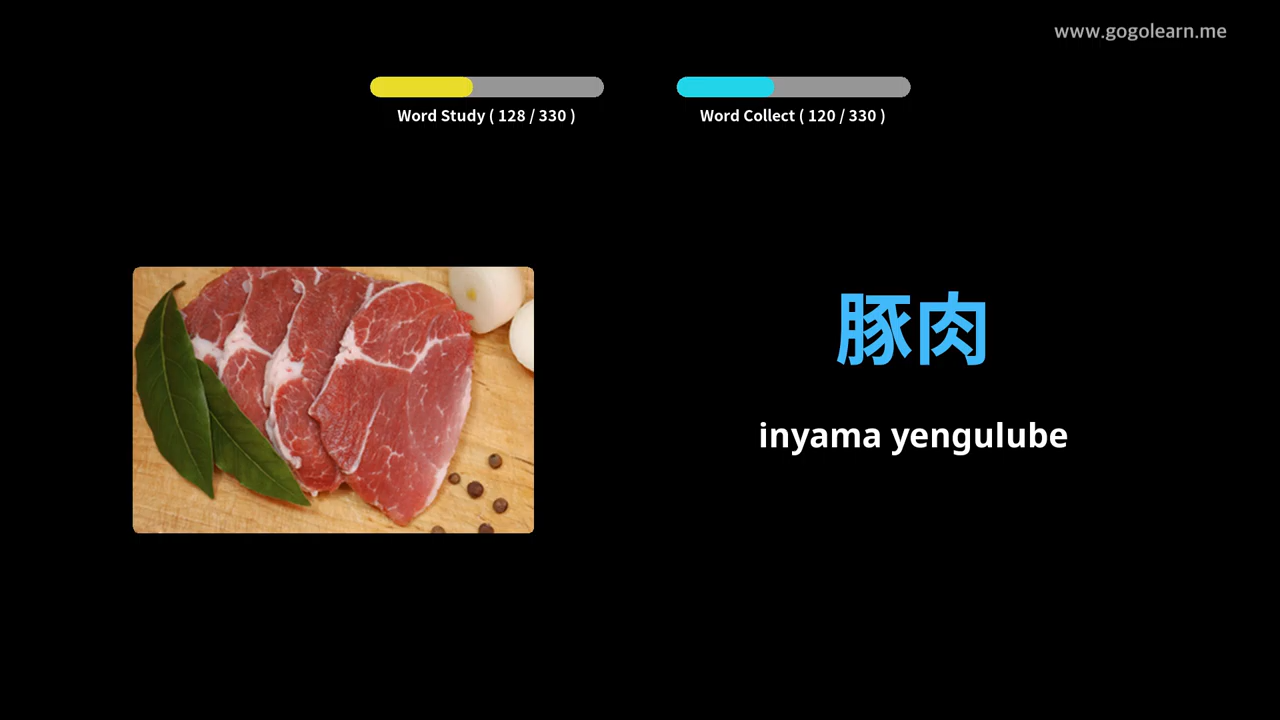 www.gogolearn.me
Word Study ( 128 / 330 )
Word Collect ( 120 / 330 )
豚肉
inyama yengulube